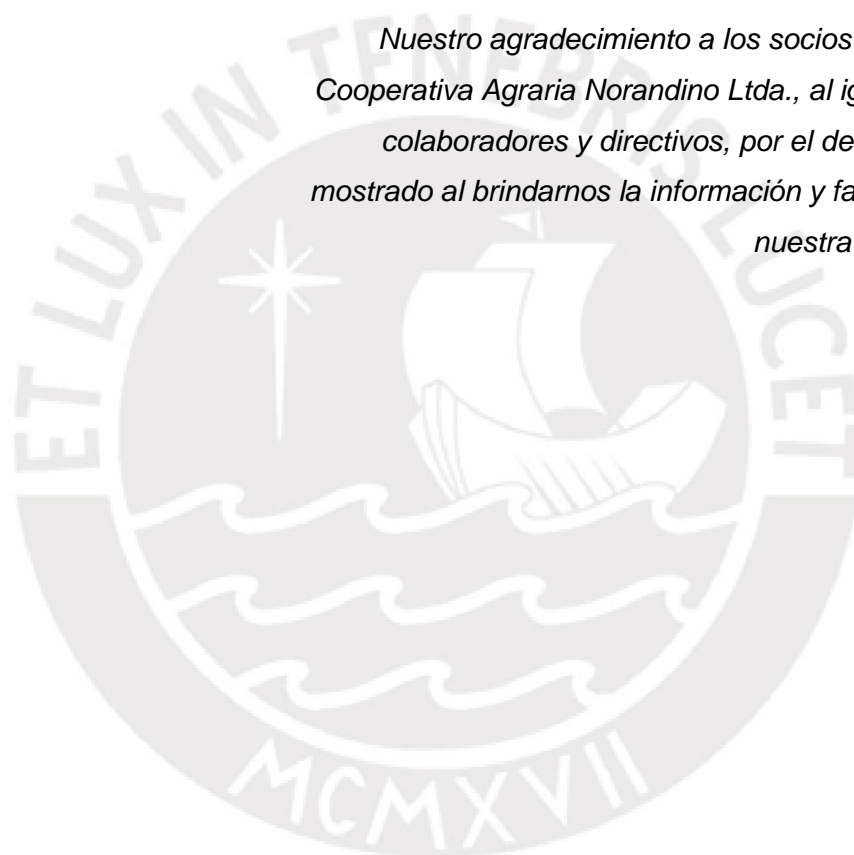 Nuestro agradecimiento a los socios
Cooperativa Agraria Norandino Ltda., al ig
colaboradores y directivos, por el de
mostrado al brindarnos la información y fa
nuestra
ET LUX IN TENEBRIS LUCET
MCMXVII